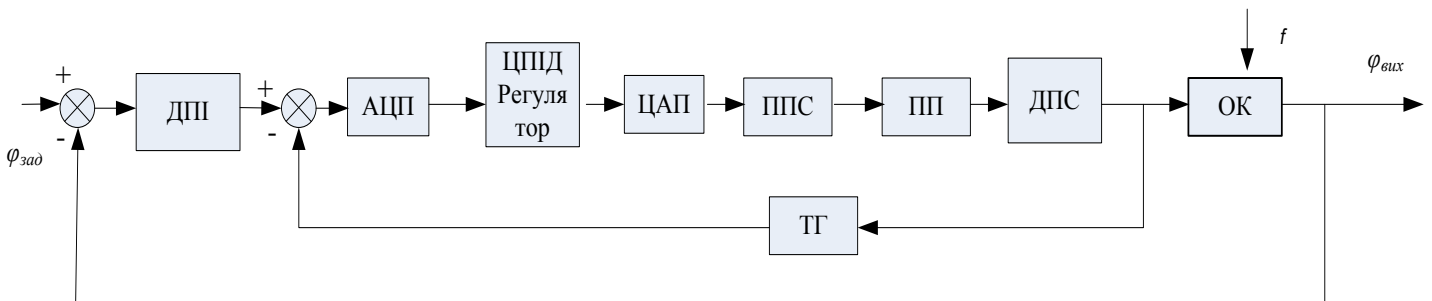 f
φвих
+
-
φзад
ДПІ
+
-
АЦП
ЦПІД
Регуля
тор
ЦАП
ППС
ПП
ДПС
ОК
ТГ